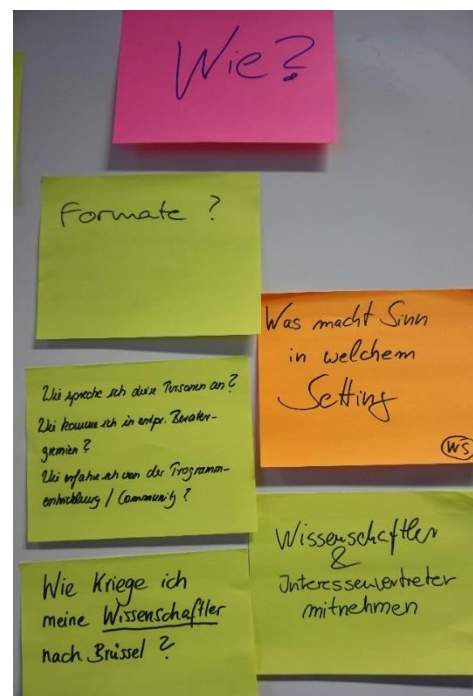 Wie?
Formate ?
Was macht Sinn
in welchem
Setting
WS
Wie spreche ich diese Personen an?
Wie komme ich in entspr. Berater-
gremien ?
Wie erfahre ich von der Programm-
entwicklung / Community ?
Wissenschaftler
&
Interessenvertreter
mitnehmen
Wie Kriege ich
meine Wissenschaftler
nach Brüssel ?